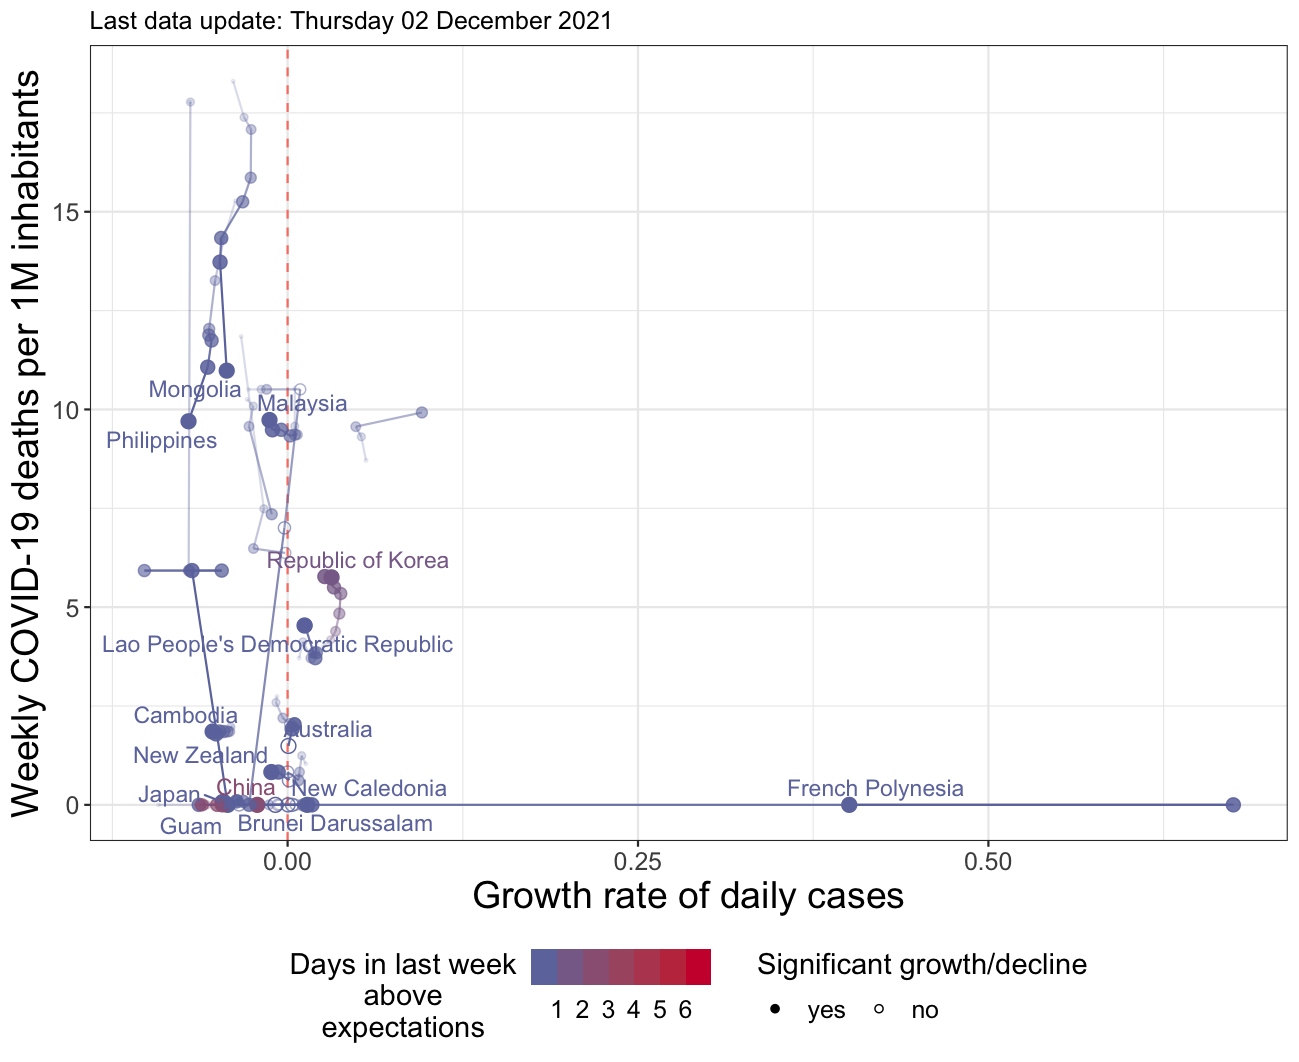 Last data update: Thursday 02 December 2021
Weekly COVID-19 deaths per 1M inhabitants
15
10
5
0
Mongolia
Malaysia
Philippines
Republic of Korea
Lao People's Democratic Republic
Cambodia
Australia
New Zealand
China
New Caledonia
French Polynesia
Japan
Guam
Brunei Darussalam
0.00
0.25
0.50
Growth rate of daily cases
Days in last week
above
expectations
1 2 3 4 5 6
Significant growth/decline
yes
no